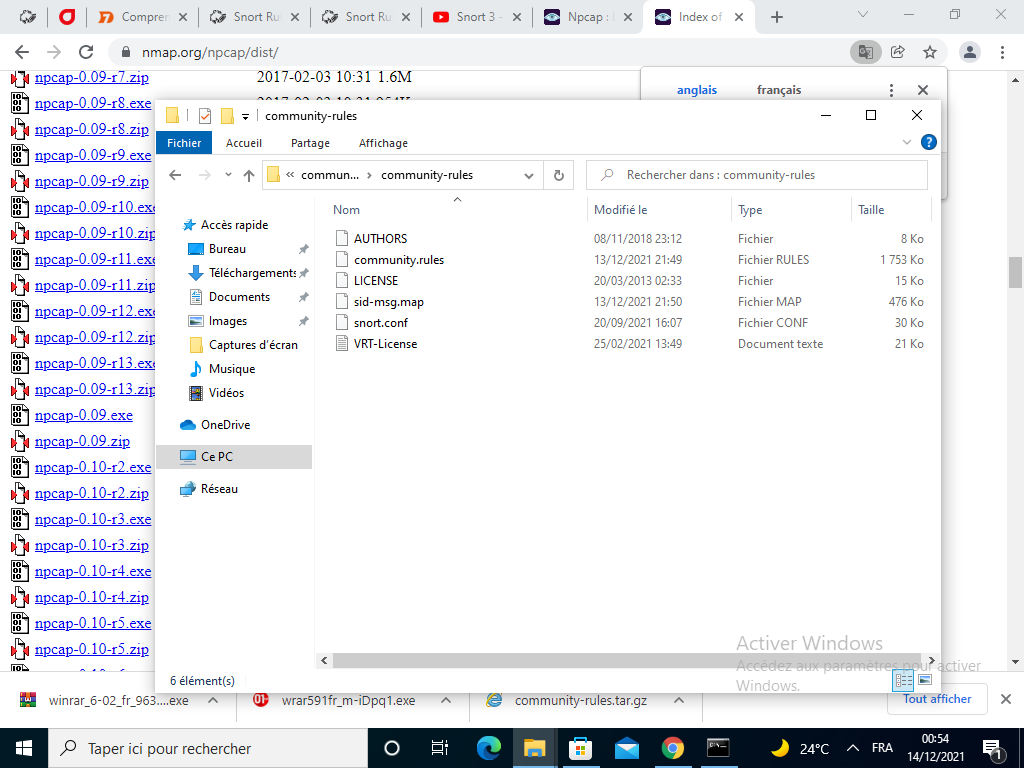 Compren
Snort Ru
Snort Ru
Snort 3 -
Npcap :
Index of
nmap.org/npcap/dist/
anglais français
npcap-0.09-r7.zip 2017-02-03 10:31 1.6M
npcap-0.09-r8.exe
npcap-0.09-r8.zip
npcap-0.09-r9.exe
npcap-0.09-r9.zip
npcap-0.09-r10.exe
npcap-0.09-r10.zip
npcap-0.09-r11.exe
npcap-0.09-r11.zip
npcap-0.09-r12.exe
npcap-0.09-r12.zip
npcap-0.09-r13.exe
npcap-0.09-r13.zip
npcap-0.09.exe
npcap-0.09.zip
npcap-0.10-r2.exe
npcap-0.10-r2.zip
npcap-0.10-r3.exe
npcap-0.10-r3.zip
npcap-0.10-r4.exe
npcap-0.10-r4.zip
npcap-0.10-r5.exe
npcap-0.10-r5.zip
community-rules
Fichier Accueil Partage Affichage
« commun... › community-rules
Rechercher dans : community-rules
Accès rapide
Bureau
Téléchargements
Documents
Images
Captures d'écran
Musique
Vidéos
OneDrive
Ce PC
Réseau
Nom Modifié le Type Taille
AUTHORS 08/11/2018 23:12 Fichier 8 Ko
community.rules 13/12/2021 21:49 Fichier RULES 1 753 Ko
LICENSE 20/03/2013 02:33 Fichier 15 Ko
sid-msg.map 13/12/2021 21:50 Fichier MAP 476 Ko
snort.conf 20/09/2021 16:07 Fichier CONF 30 Ko
VRT-License 25/02/2021 13:49 Document texte 21 Ko
6 élément(s)
Activer Windows
Accédez aux paramètres pour activer
Windows.
winrar_6-02_fr_963....exe
wrar591fr_m-iDpq1.exe
community-rules.tar.gz
Tout afficher
Taper ici pour rechercher
24°C
FRA
00:54
14/12/2021
1